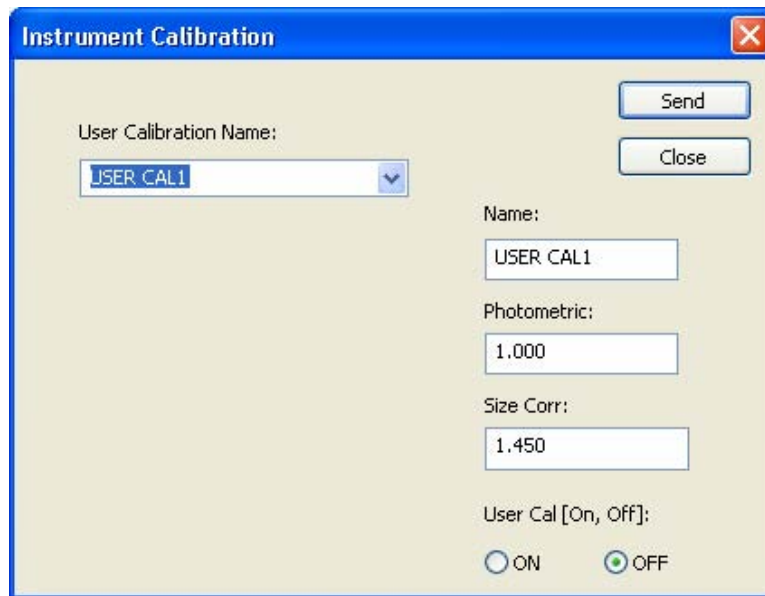 Instrument Calibration
Send
User Calibration Name:
Close
USER CAL1
Name:
USER CAL1
Photometric:
1.000
Size Corr:
1.450
User Cal [On, Off]:
ON OFF